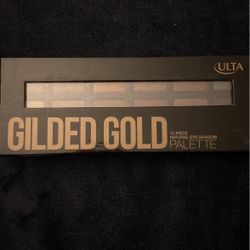 ULTA
GILDED GOLD
12 PIECE
NATURAL EYE SHADOW
PALETTE